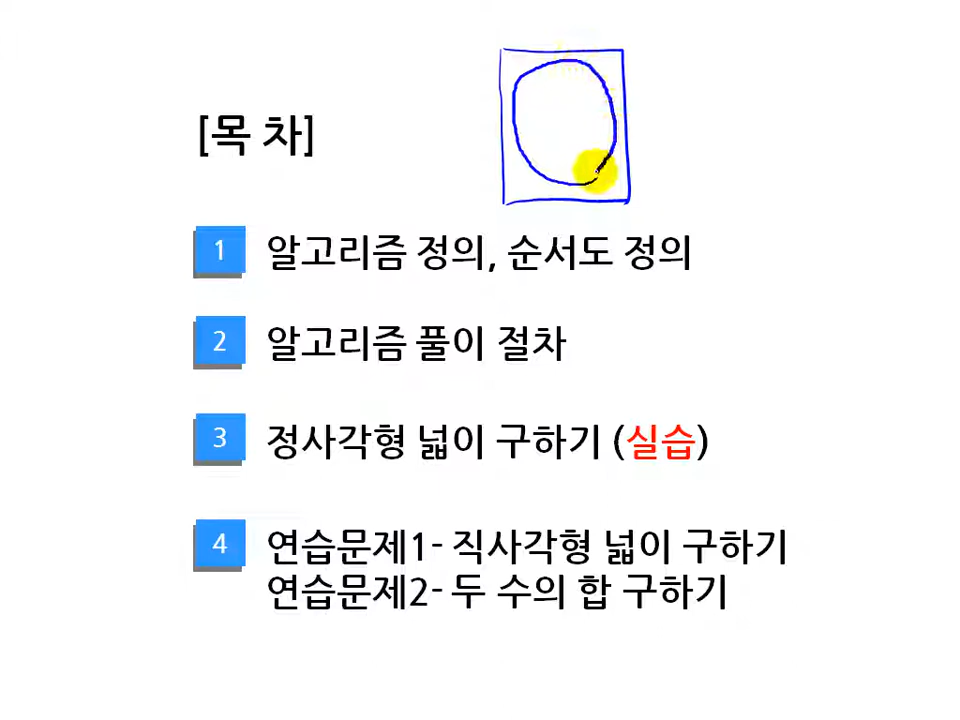 [목 차]
1 알고리즘 정의, 순서도 정의
2 알고리즘 풀이 절차
3 정사각형 넓이 구하기 (실습)
4 연습문제1- 직사각형 넓이 구하기
연습문제2- 두 수의 합 구하기